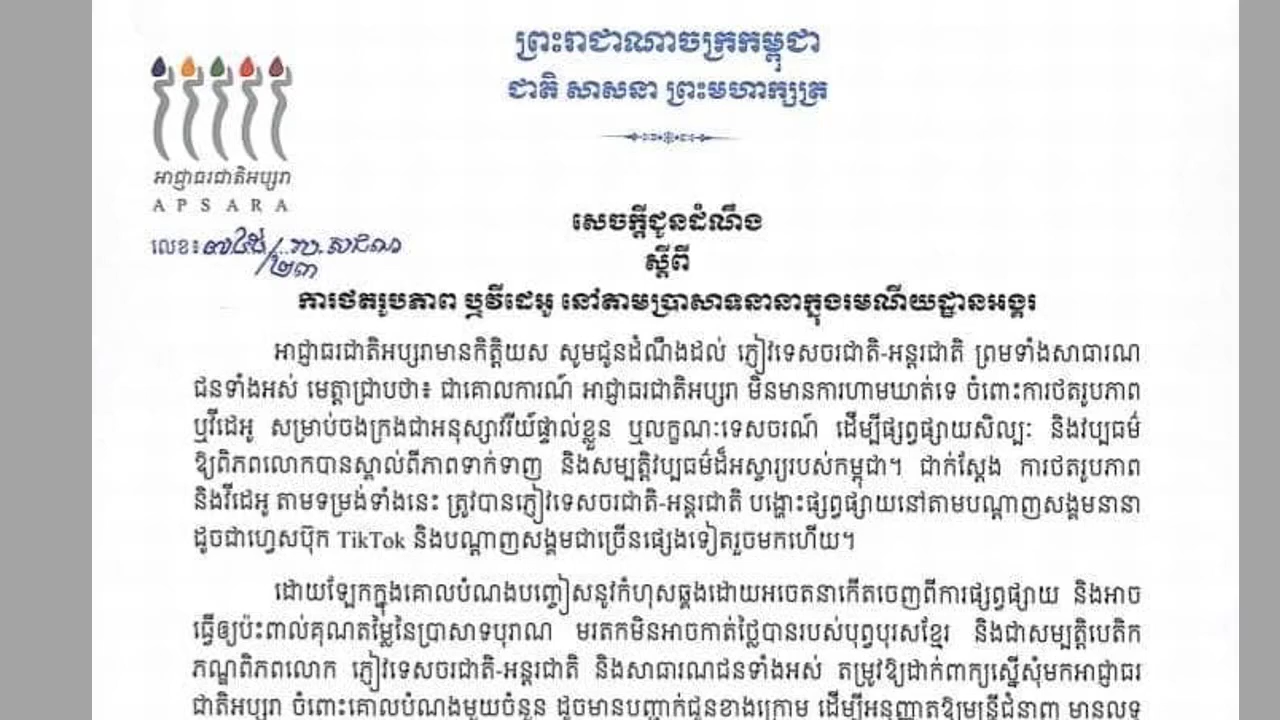 ព្រះរាជាណាចក្រកម្ពុជា
ជាតិ សាសនា ព្រះមហាក្សត្រ
អាជ្ញាធរជាតិអប្សរា
APSARA
លេខ៖
សេចក្តីជូនដំណឹង
ស្តីពី
ការថតរូបភាព ឬវីដេអូ នៅតាមប្រាសាទនានាក្នុងរមណីយដ្ឋានអង្គរ
អាជ្ញាធរជាតិអប្សរាមានកិត្តិយស សូមជូនដំណឹងដល់ ភ្ញៀវទេសចរជាតិ-អន្តរជាតិ ព្រមទាំងសាធារណ
ជនទាំងអស់ មេត្តាជ្រាបថា៖ ជាគោលការណ៍ អាជ្ញាធរជាតិអប្សរា មិនមានការហាមឃាត់ទេ ចំពោះការថតរូបភាព
ឬវីដេអូ សម្រាប់ចងក្រងជាអនុស្សាវរីយ៍ផ្ទាល់ខ្លួន ឬលក្ខណៈទេសចរណ៍ ដើម្បីផ្សព្វផ្សាយសិល្បៈ និងវប្បធម៌
ឱ្យពិភពលោកបានស្គាល់ពីភាពទាក់ទាញ និងសម្បត្តិវប្បធម៌ដ៏អស្ចារ្យរបស់កម្ពុជា។ ជាក់ស្តែង ការថតរូបភាព
និងវីដេអូ តាមទម្រង់ទាំងនេះ ត្រូវបានភ្ញៀវទេសចរជាតិ-អន្តរជាតិ បង្ហោះផ្សព្វផ្សាយនៅតាមបណ្តាញសង្គមនានា
ដូចជាហ្វេសប៊ុក TikTok និងបណ្តាញសង្គមជាច្រើនផ្សេងទៀតរួចមកហើយ។
ដោយឡែកក្នុងគោលបំណងបញ្ចៀសនូវកំហុសឆ្គងដោយអចេតនាកើតចេញពីការផ្សព្វផ្សាយ និងអាច
ធ្វើឲ្យប៉ះពាល់គុណតម្លៃនៃប្រាសាទបុរាណ មរតកមិនអាចកាត់ថ្លៃបានរបស់បុព្វបុរសខ្មែរ និងជាសម្បត្តិបេតិក
ភណ្ឌពិភពលោក ភ្ញៀវទេសចរជាតិ-អន្តរជាតិ និងសាធារណជនទាំងអស់ តម្រូវឱ្យដាក់ពាក្យស្នើសុំមកអាជ្ញាធរ
ជាតិអប្សរា ចំពោះគោលបំណងមួយចំនួន ដូចមានបញ្ជាក់ជូនខាងក្រោម ដើម្បីអនុញ្ញាតឱ្យមន្ត្រីជំនាញ